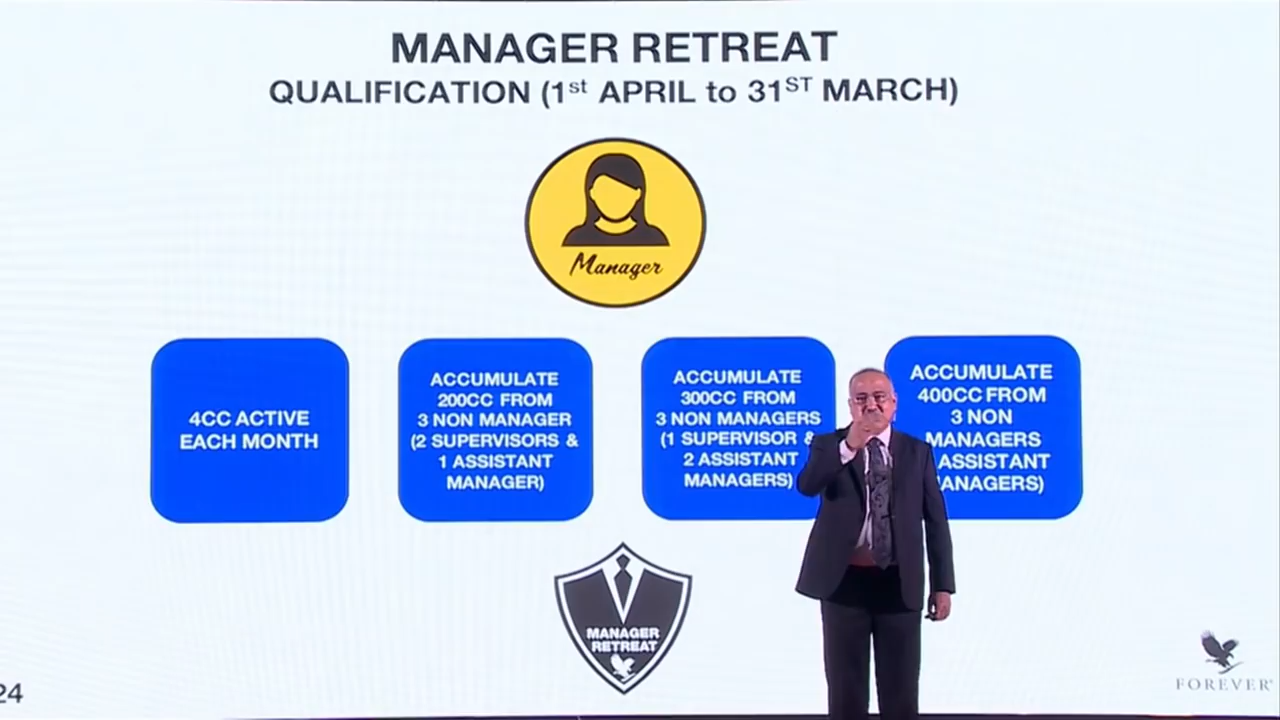 MANAGER RETREAT
QUALIFICATION (1st APRIL to 31ST MARCH)
Manager
4CC ACTIVE
EACH MONTH
ACCUMULATE
200CC FROM
3 NON MANAGER
(2 SUPERVISORS &
1 ASSISTANT
MANAGER)
ACCUMULATE
300CC FROM
3 NON MANAGERS
(1 SUPERVISOR &
2 ASSISTANT
MANAGERS)
ACCUMULATE
400CC FROM
3 NON
MANAGERS
ASSISTANT
ANAGERS)
MANAGER
RETREAT
24
FOREVER